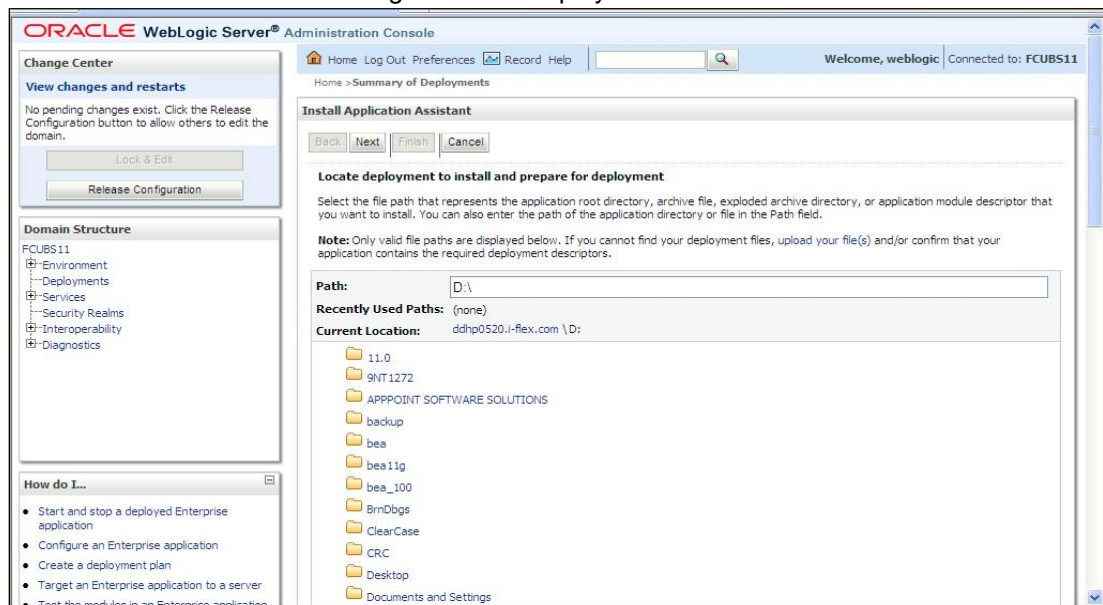 ORACLE WebLogic Server® Administration Console
Change Center
View changes and restarts
No pending changes exist. Click the Release
Configuration button to allow others to edit the
domain.
Lock & Edit
Release Configuration
Domain Structure
FCUBS11
Environment
Deployments
Services
Security Realms
Interoperability
Diagnostics
How do I...
Start and stop a deployed Enterprise
application
Configure an Enterprise application
Create a deployment plan
Target an Enterprise application to a server
Test the modules in an Enterprise application
Home Log Out Preferences Record Help
Welcome, weblogic Connected to: FCUBS11
Home >Summary of Deployments
Install Application Assistant
Back Next Finish Cancel
Locate deployment to install and prepare for deployment
Select the file path that represents the application root directory, archive file, exploded archive directory, or application module descriptor that
you want to install. You can also enter the path of the application directory or file in the Path field.
Note: Only valid file paths are displayed below. If you cannot find your deployment files, upload your file(s) and/or confirm that your
application contains the required deployment descriptors.
Path: D:\
Recently Used Paths: (none)
Current Location: ddhp0520.i-flex.com \D:
11.0
9NT1272
APPPOINT SOFTWARE SOLUTIONS
backup
bea
bea11g
bea_100
BrnDbgs
ClearCase
CRC
Desktop
Documents and Settings